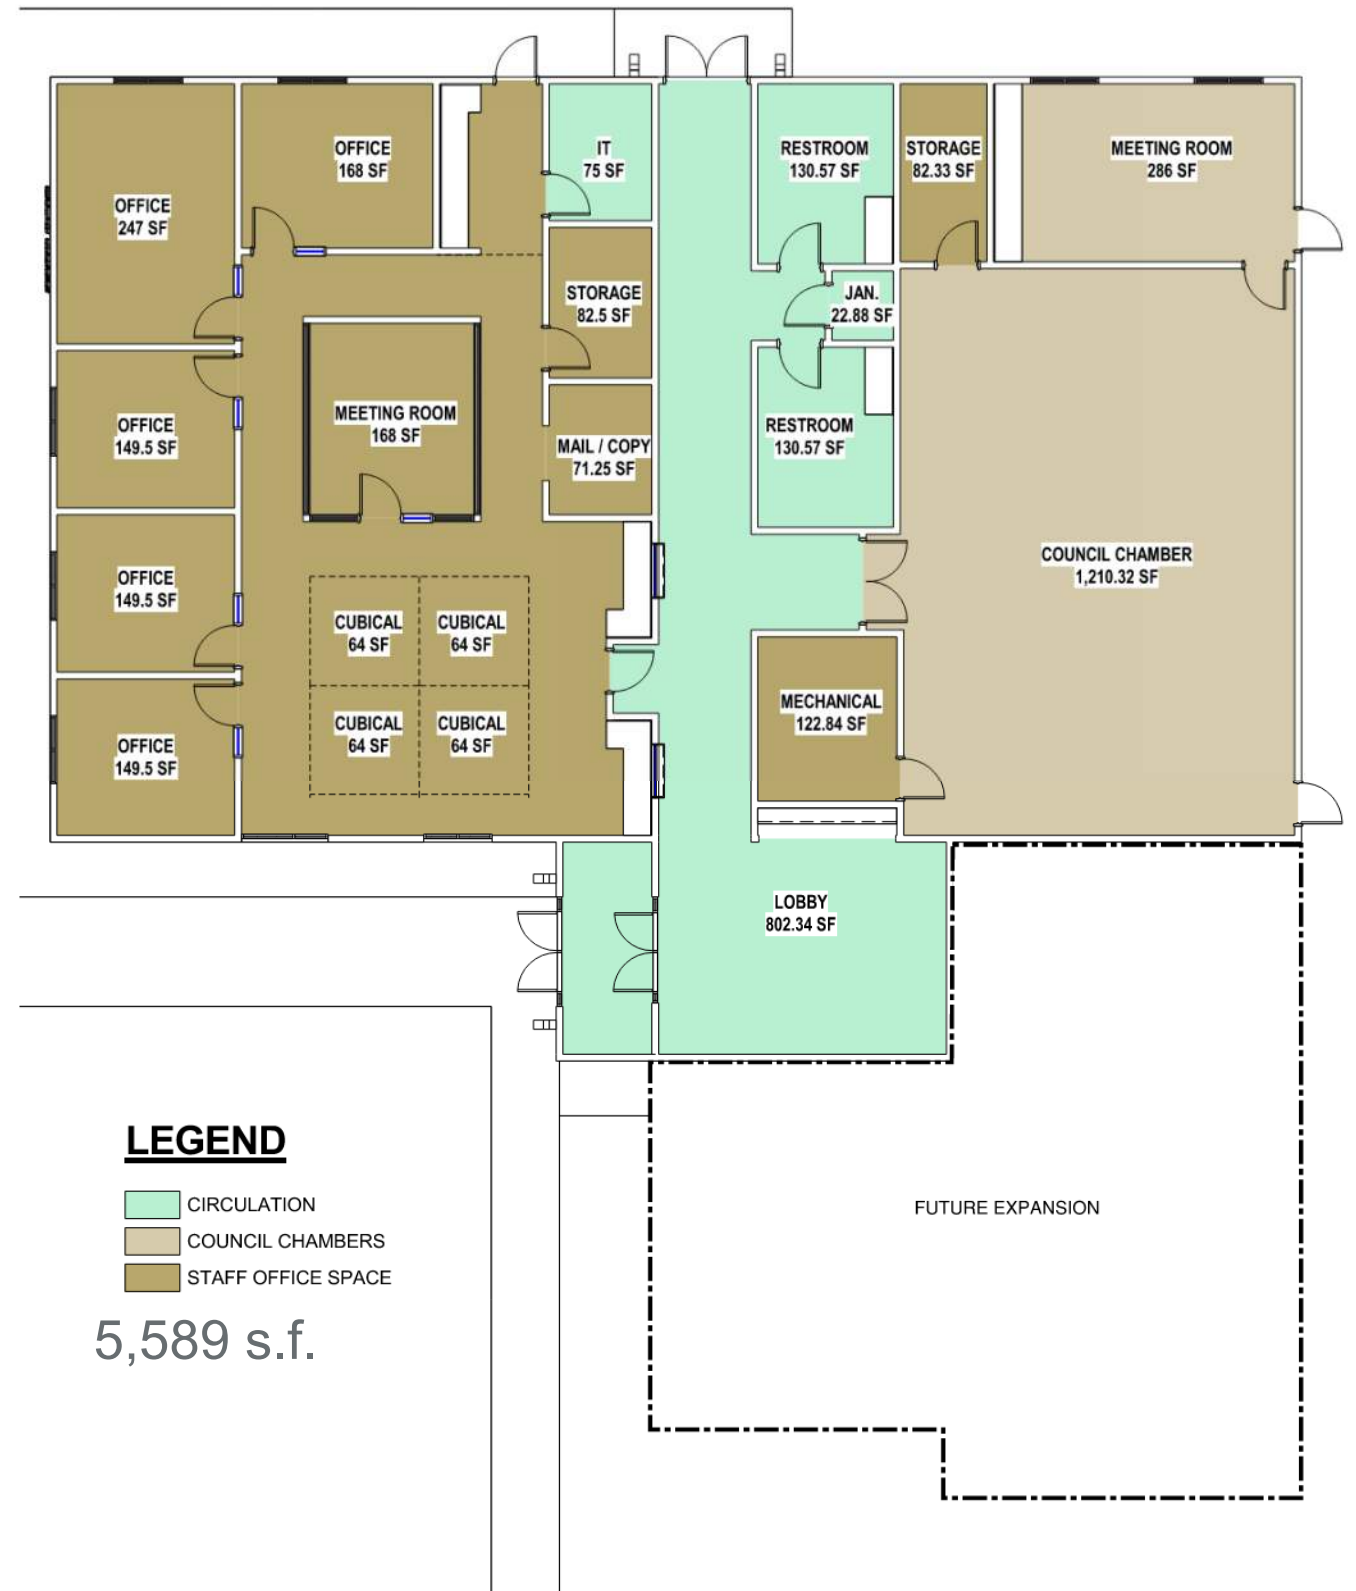 OFFICE
168 SF
IT
75 SF
RESTROOM
130.57 SF
STORAGE
82.33 SF
MEETING ROOM
286 SF
OFFICE
247 SF
STORAGE
82.5 SF
JAN.
22.88 SF
MEETING ROOM
168 SF
OFFICE
149.5 SF
MAIL / COPY
71.25 SF
RESTROOM
130.57 SF
COUNCIL CHAMBER
1,210.32 SF
OFFICE
149.5 SF
CUBICAL
64 SF
CUBICAL
64 SF
MECHANICAL
122.84 SF
CUBICAL
64 SF
CUBICAL
64 SF
OFFICE
149.5 SF
LOBBY
802.34 SF
LEGEND
CIRCULATION
COUNCIL CHAMBERS
STAFF OFFICE SPACE
5,589 s.f.
FUTURE EXPANSION